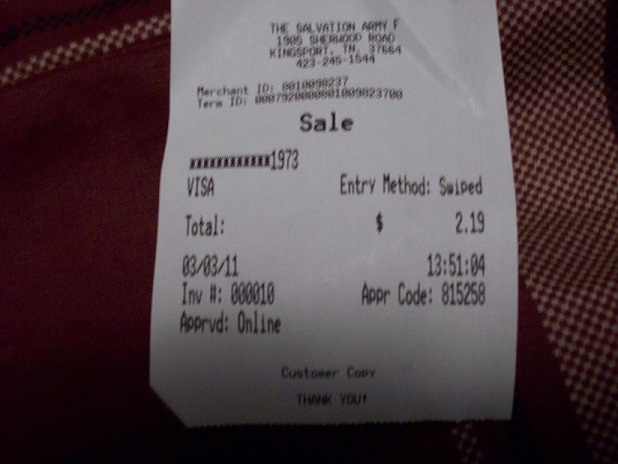 THE SALVATION ARMY F
1905 SHERWOOD ROAD
KINGSPORT, TN, 37664
423-246-1544
Merchant ID: 0010098237
Term ID:
Sale
xxxxxxxxxxxx1973
VISA Entry Method: Swiped
Total: $ 2.19
03/03/11 13:51:04
Inv #: 000010 Appr Code: 815258
Apprvd: Online
Customer Copy
THANK YOU!